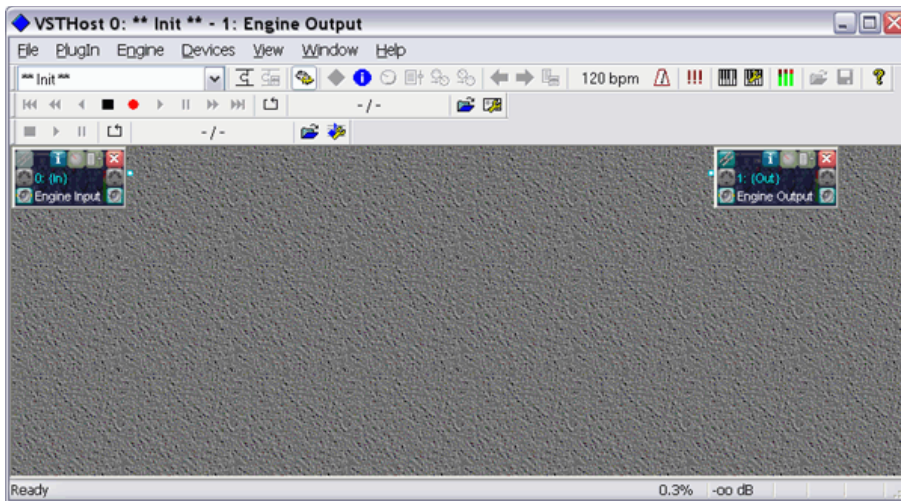 VSTHost 0: ** Init ** - 1: Engine Output
File PlugIn Engine Devices View Window Help
** Init ** 120 bpm !!! ?
- / -
- / -
0: (In)
Engine Input
1: (Out)
Engine Output
Ready 0.3% -oo dB